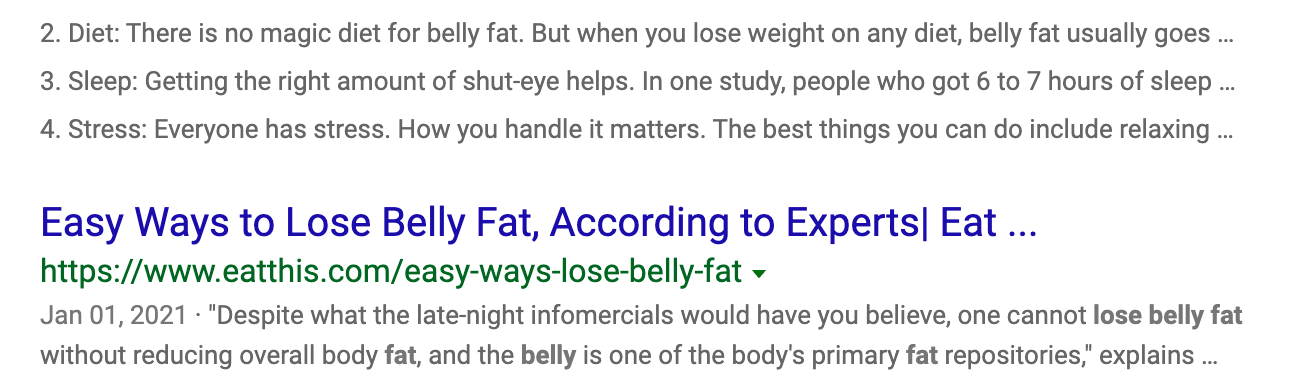 2. Diet: There is no magic diet for belly fat. But when you lose weight on any diet, belly fat usually goes ...
3. Sleep: Getting the right amount of shut-eye helps. In one study, people who got 6 to 7 hours of sleep ...
4. Stress: Everyone has stress. How you handle it matters. The best things you can do include relaxing ...
Easy Ways to Lose Belly Fat, According to Experts| Eat ...
https://www.eatthis.com/easy-ways-lose-belly-fat
Jan 01, 2021 · "Despite what the late-night infomercials would have you believe, one cannot lose belly fat
without reducing overall body fat, and the belly is one of the body's primary fat repositories," explains ...